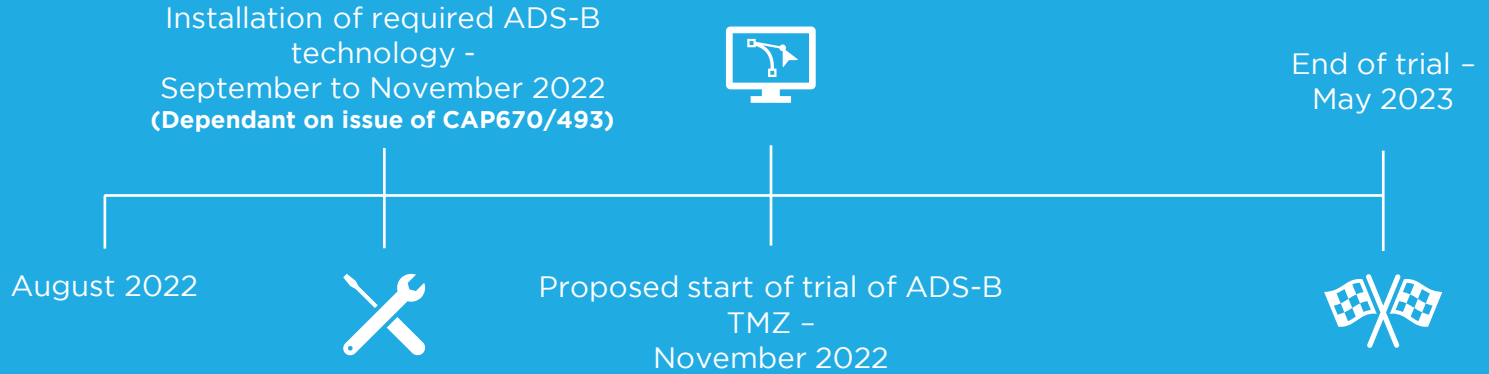 Installation of required ADS-B
technology -
September to November 2022
(Dependant on issue of CAP670/493)
End of trial –
May 2023
August 2022
Proposed start of trial of ADS-B
TMZ –
November 2022